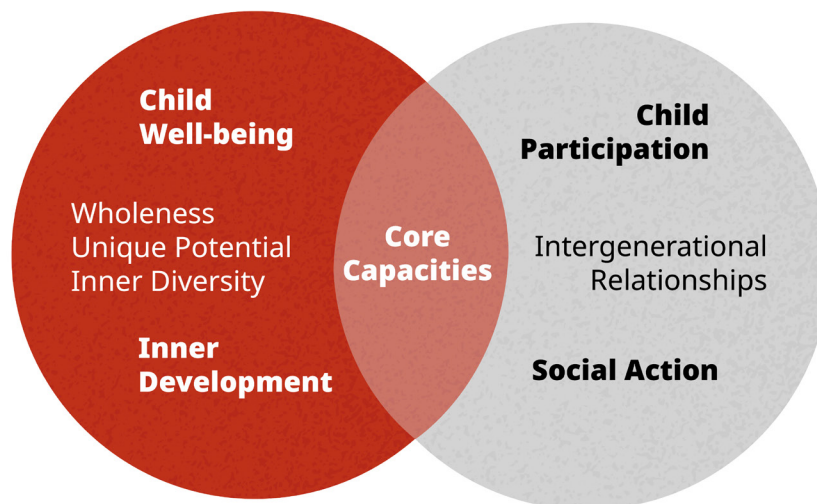 Child
Well-being
Wholeness
Unique Potential
Inner Diversity
Inner
Development
Core
Capacities
Child
Participation
Intergenerational
Relationships
Social Action